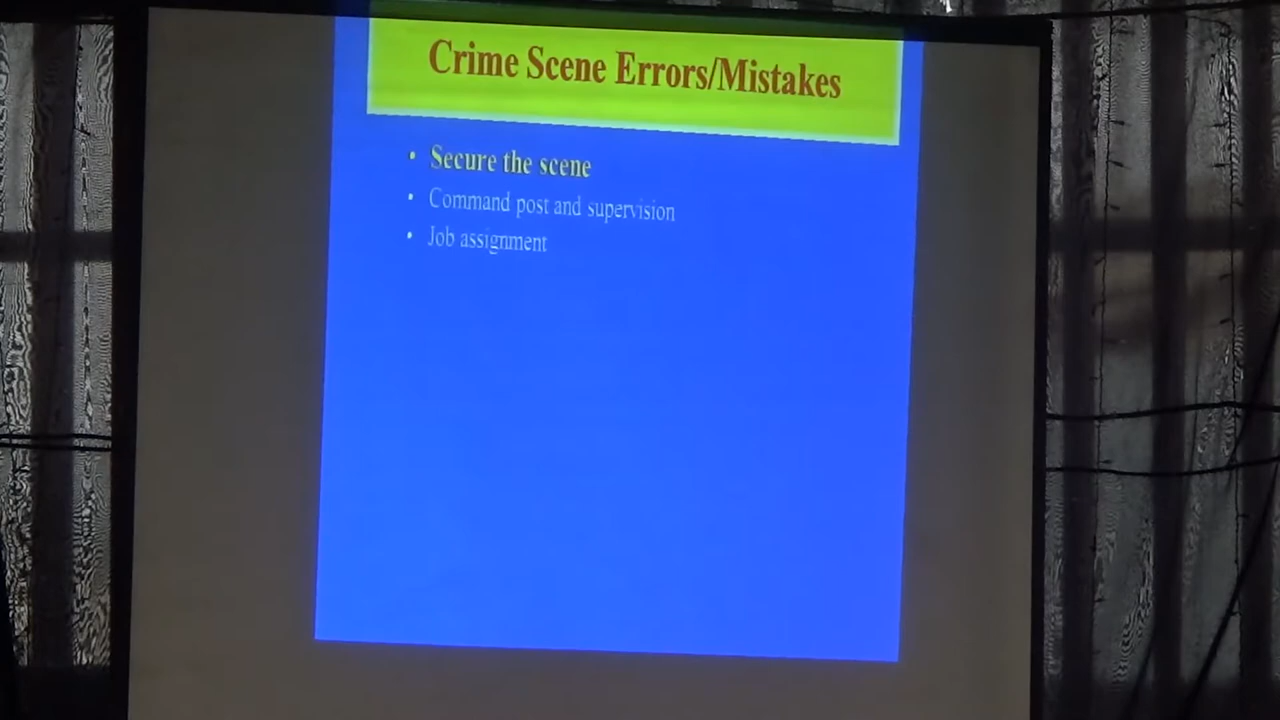 Crime Scene Errors/Mistakes
• Secure the scene
• Command post and supervision
• Job assignment